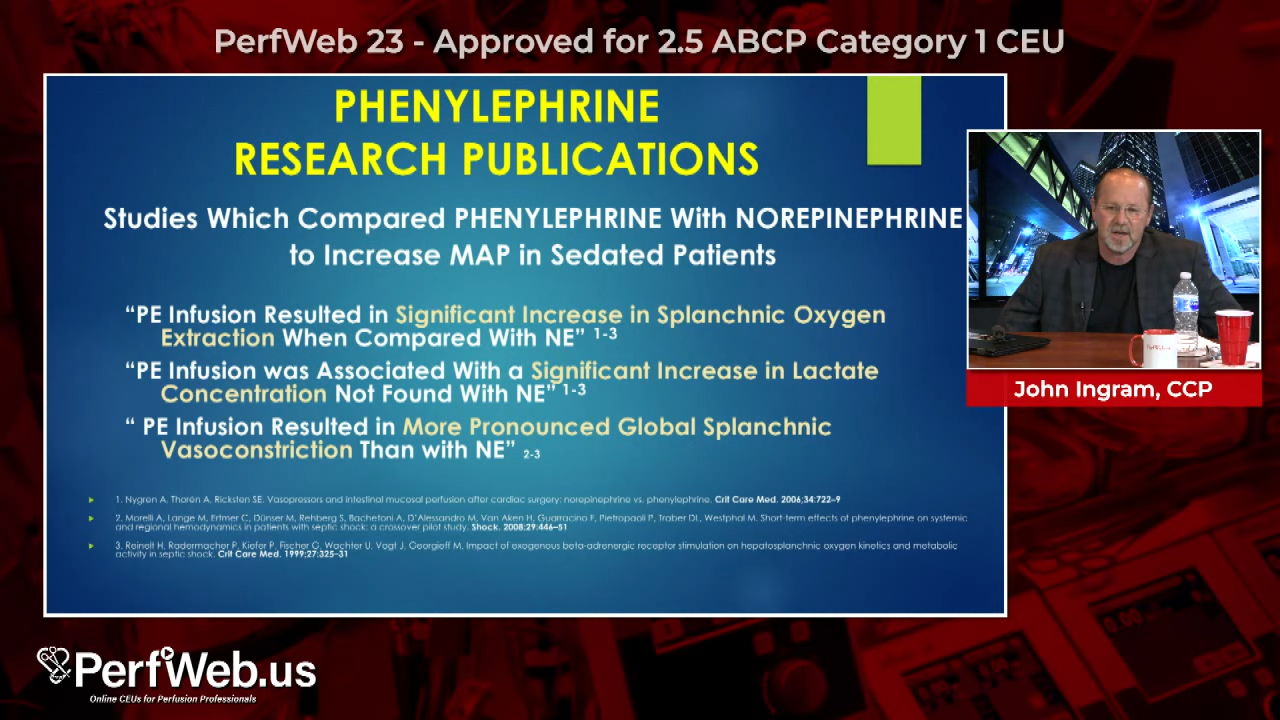 PerfWeb 23 - Approved for 2.5 ABCP Category 1 CEU
PHENYLEPHRINE
RESEARCH PUBLICATIONS
Studies Which Compared PHENYLEPHRINE With NOREPINEPHRINE
to Increase MAP in Sedated Patients
“PE Infusion Resulted in Significant Increase in Splanchnic Oxygen
Extraction When Compared With NE” 1-3
“PE Infusion was Associated With a Significant Increase in Lactate
Concentration Not Found With NE” 1-3
“ PE Infusion Resulted in More Pronounced Global Splanchnic
Vasoconstriction Than with NE” 2-3
1. Nygren A, Thorén A, Ricksten SE. Vasopressors and intestinal mucosal perfusion after cardiac surgery: norepinephrine vs. phenylephrine. Crit Care Med. 2006;34:722–9
2. Morelli A, Lange M, Ertmer C, Dünser M, Rehberg S, Bachetoni A, D’Alessandro M, Van Aken H, Guarracino F, Pietropaoli P, Traber DL, Westphal M. Short-term effects of phenylephrine on systemic
and regional hemodynamics in patients with septic shock: a crossover pilot study. Shock. 2008;29:446–51
3. Reinelt H, Radermacher P, Kiefer P, Fischer G, Wachter U, Vogt J, Georgieff M. Impact of exogenous beta-adrenergic receptor stimulation on hepatosplanchnic oxygen kinetics and metabolic
activity in septic shock. Crit Care Med. 1999;27:325–31
John Ingram, CCP
PerfWeb.us
Online CEUs for Perfusion Professionals